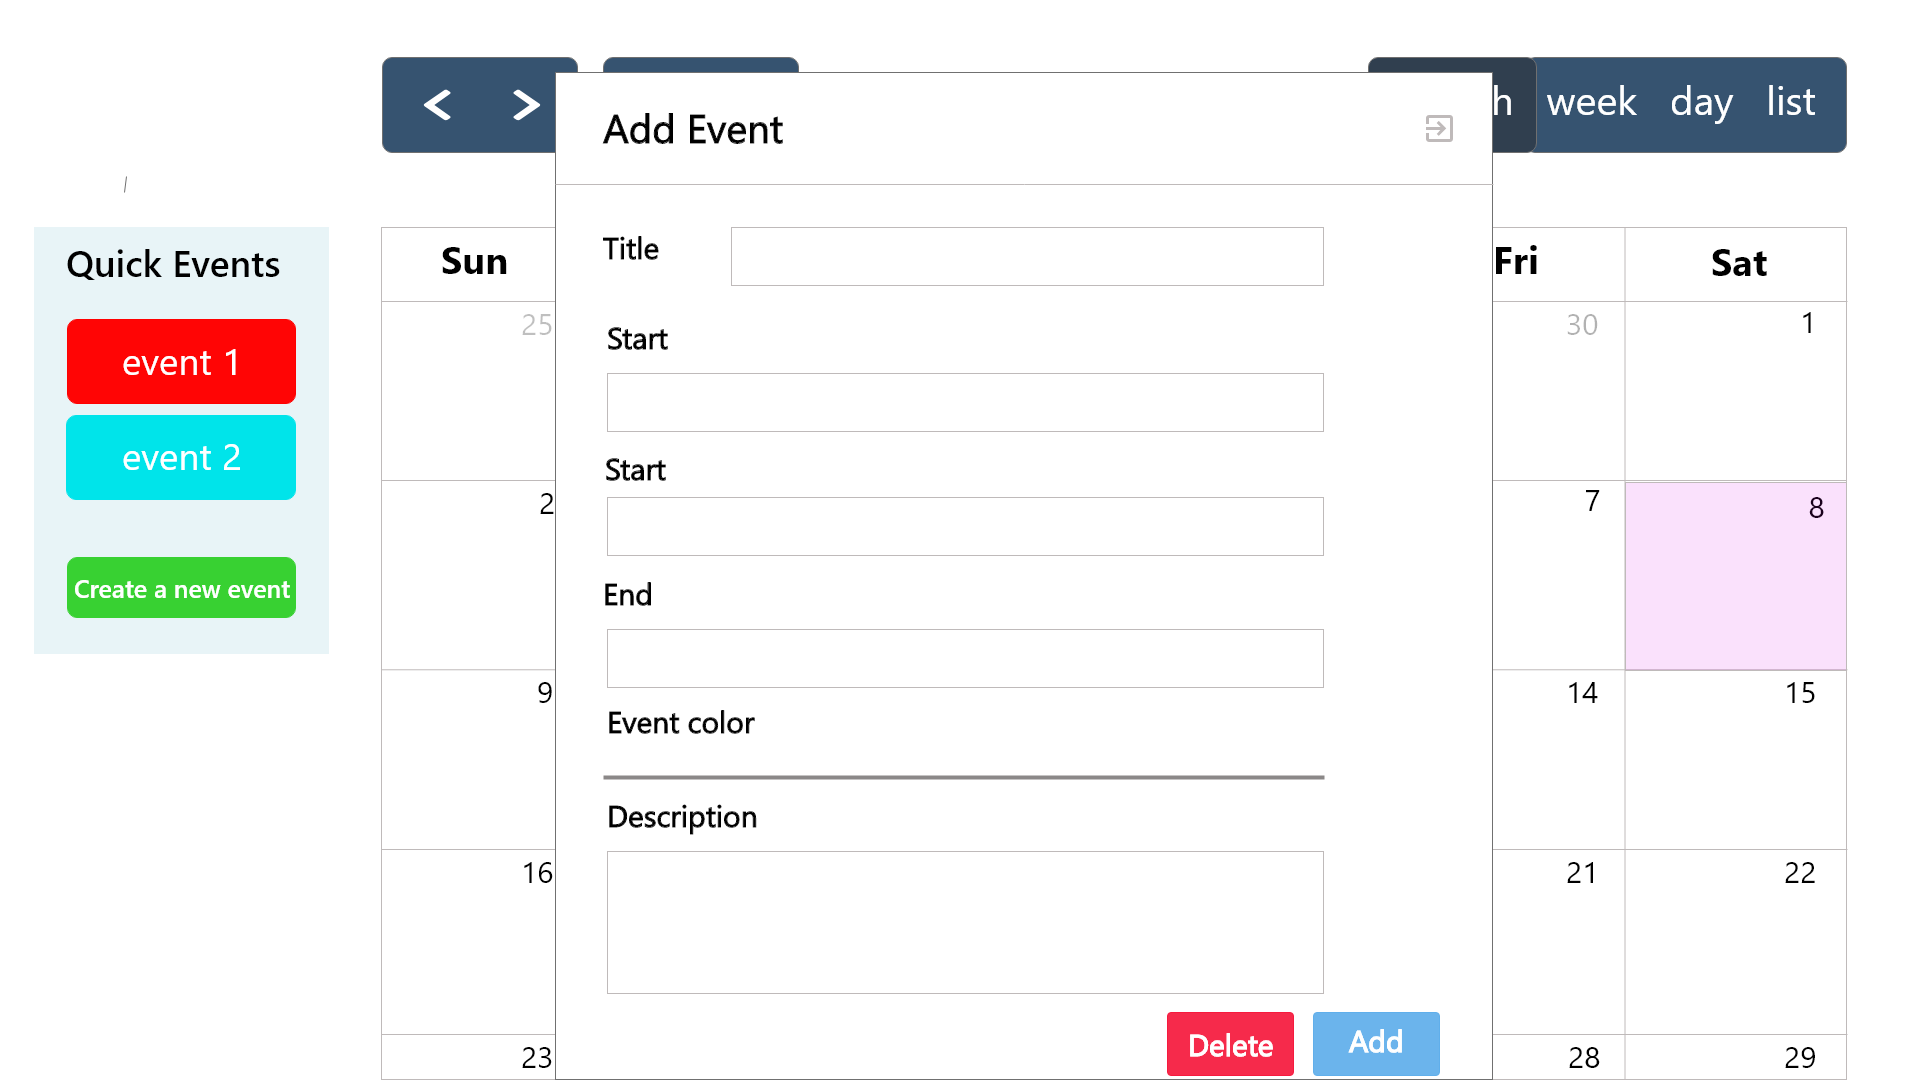 < >
h week day list
Add Event
Quick Events
event 1
event 2
Create a new event
Sun
Fri
Sat
25
30
1
2
7
8
9
14
15
16
21
22
23
28
29
Title
Start
Start
End
Event color
Description
Delete
Add